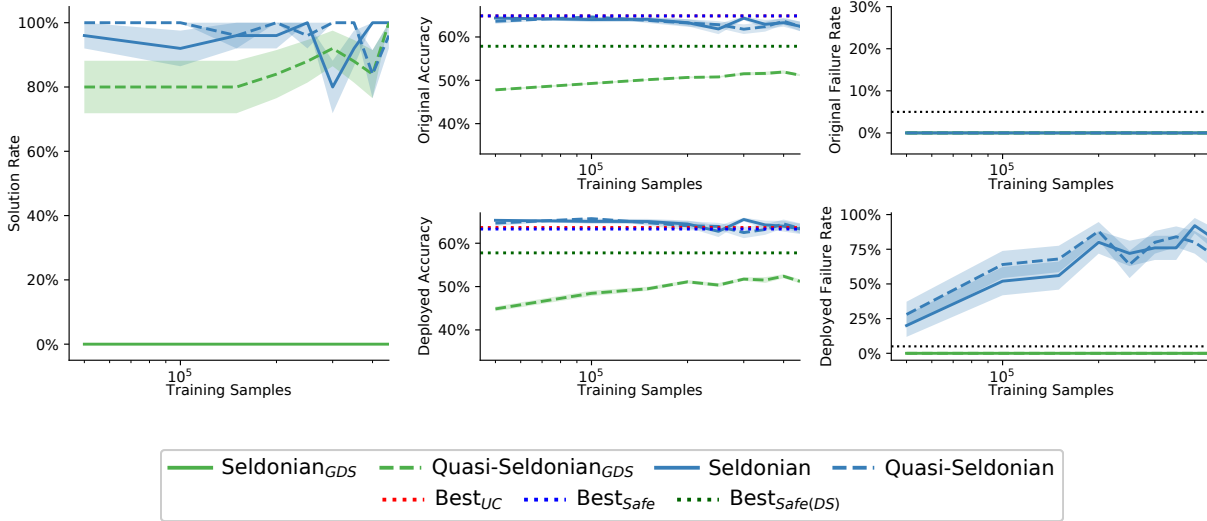 100%
80%
60%
40%
20%
0%
Solution Rate
10^5
Training Samples
60%
50%
40%
Original Accuracy
10^5
Training Samples
30%
20%
10%
0%
Original Failure Rate
10^5
Training Samples
60%
50%
40%
Deployed Accuracy
10^5
Training Samples
100%
75%
50%
25%
0%
Deployed Failure Rate
10^5
Training Samples
Seldonian_GDS Quasi-Seldonian_GDS Seldonian Quasi-Seldonian
Best_UC Best_Safe Best_Safe(DS)